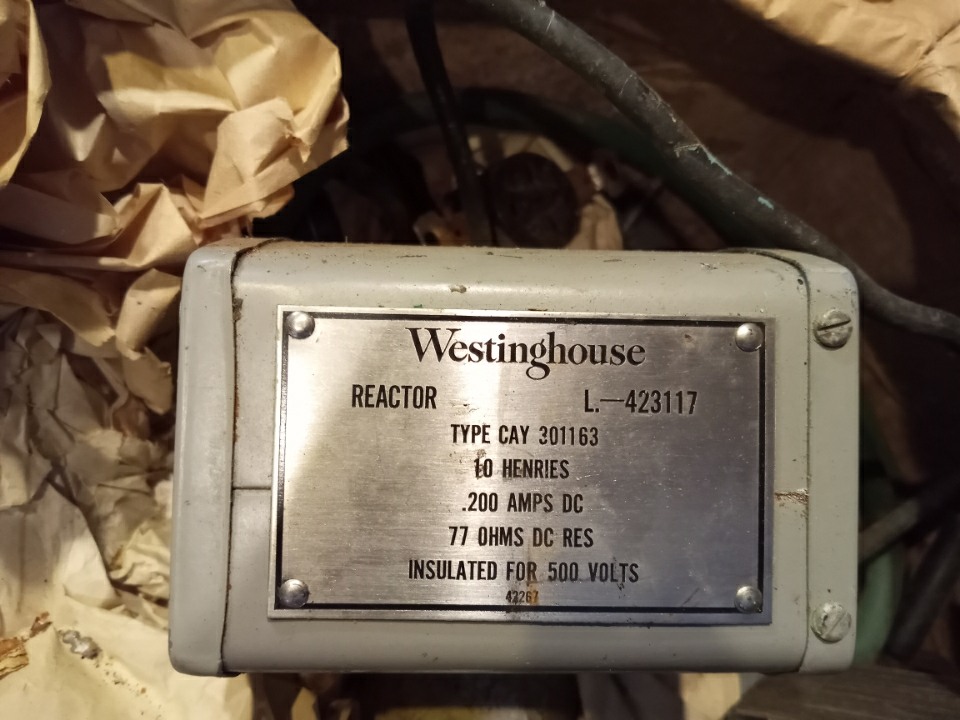 Westinghouse
REACTOR L.—423117
TYPE CAY 301163
10 HENRIES
.200 AMPS DC
77 OHMS DC RES
INSULATED FOR 500 VOLTS
42267